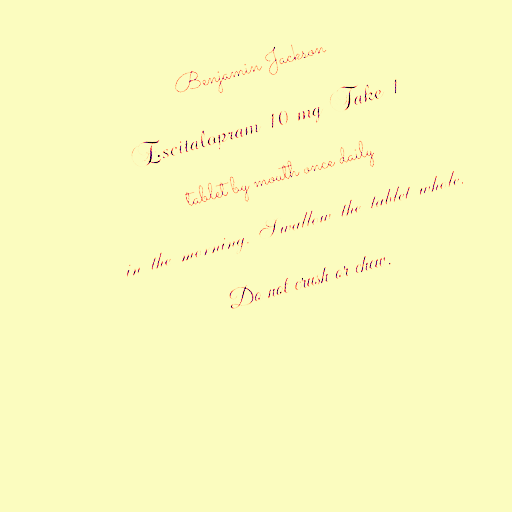 Benjamin Jackson
Escitalopram 10 mg Take 1
tablet by mouth once daily
in the morning. Swallow the tablet whole.
Do not crush or chew.